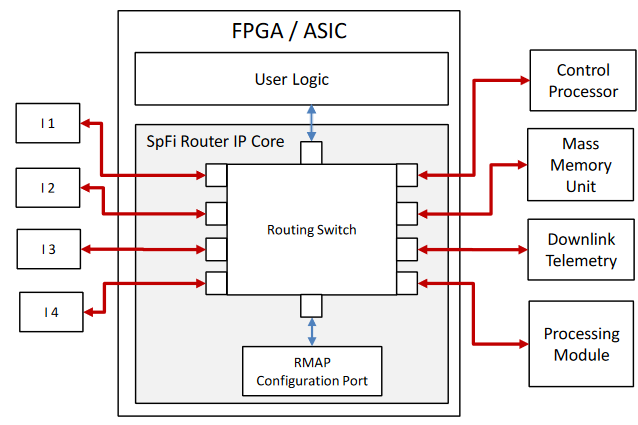 FPGA / ASIC
User Logic
SpFi Router IP Core
I 1
I 2
I 3
I 4
Routing Switch
RMAP
Configuration Port
Control
Processor
Mass
Memory
Unit
Downlink
Telemetry
Processing
Module